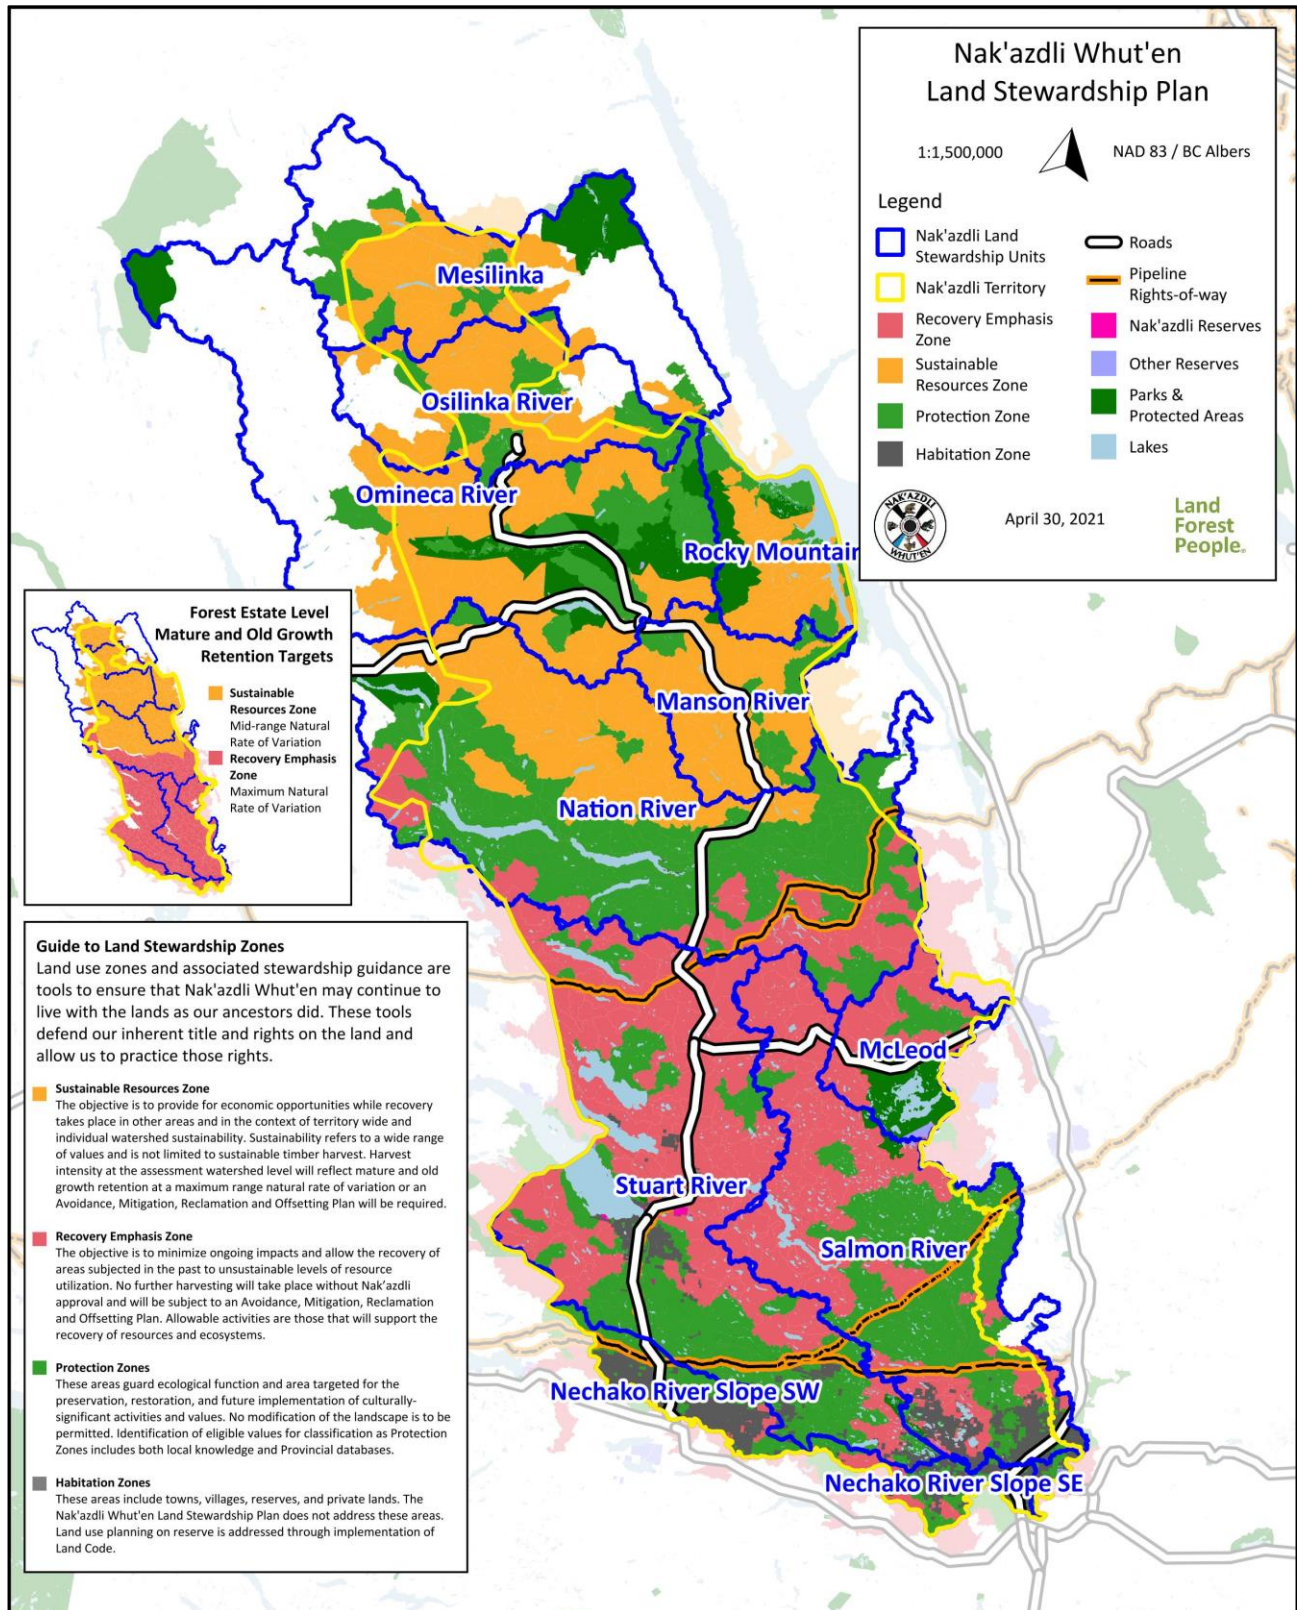 Nak'azdli Whut'en
Land Stewardship Plan
1:1,500,000
NAD 83 / BC Albers
Legend
Nak'azdli Land
Stewardship Units
Nak'azdli Territory
Recovery Emphasis
Zone
Sustainable
Resources Zone
Protection Zone
Habitation Zone
Roads
Pipeline
Rights-of-way
Nak'azdli Reserves
Other Reserves
Parks &
Protected Areas
Lakes
NAK'AZDLI
WHUT'EN
April 30, 2021
Land
Forest
People.
Mesilinka
Osilinka River
Omineca River
Rocky Mountain
Manson River
Nation River
McLeod
Stuart River
Salmon River
Nechako River Slope SW
Nechako River Slope SE
Forest Estate Level
Mature and Old Growth
Retention Targets
Sustainable
Resources Zone
Mid-range Natural
Rate of Variation
Recovery Emphasis
Zone
Maximum Natural
Rate of Variation
Guide to Land Stewardship Zones
Land use zones and associated stewardship guidance are
tools to ensure that Nak'azdli Whut'en may continue to
live with the lands as our ancestors did. These tools
defend our inherent title and rights on the land and
allow us to practice those rights.
Sustainable Resources Zone
The objective is to provide for economic opportunities while recovery
takes place in other areas and in the context of territory wide and
individual watershed sustainability. Sustainability refers to a wide range
of values and is not limited to sustainable timber harvest. Harvest
intensity at the assessment watershed level will reflect mature and old
growth retention at a maximum range natural rate of variation or an
Avoidance, Mitigation, Reclamation and Offsetting Plan will be required.
Recovery Emphasis Zone
The objective is to minimize ongoing impacts and allow the recovery of
areas subjected in the past to unsustainable levels of resource
utilization. No further harvesting will take place without Nak'azdli
approval and will be subject to an Avoidance, Mitigation, Reclamation
and Offsetting Plan. Allowable activities are those that will support the
recovery of resources and ecosystems.
Protection Zones
These areas guard ecological function and area targeted for the
preservation, restoration, and future implementation of culturally-
significant activities and values. No modification of the landscape is to be
permitted. Identification of eligible values for classification as Protection
Zones includes both local knowledge and Provincial databases.
Habitation Zones
These areas include towns, villages, reserves, and private lands. The
Nak'azdli Whut'en Land Stewardship Plan does not address these areas.
Land use planning on reserve is addressed through implementation of
Land Code.